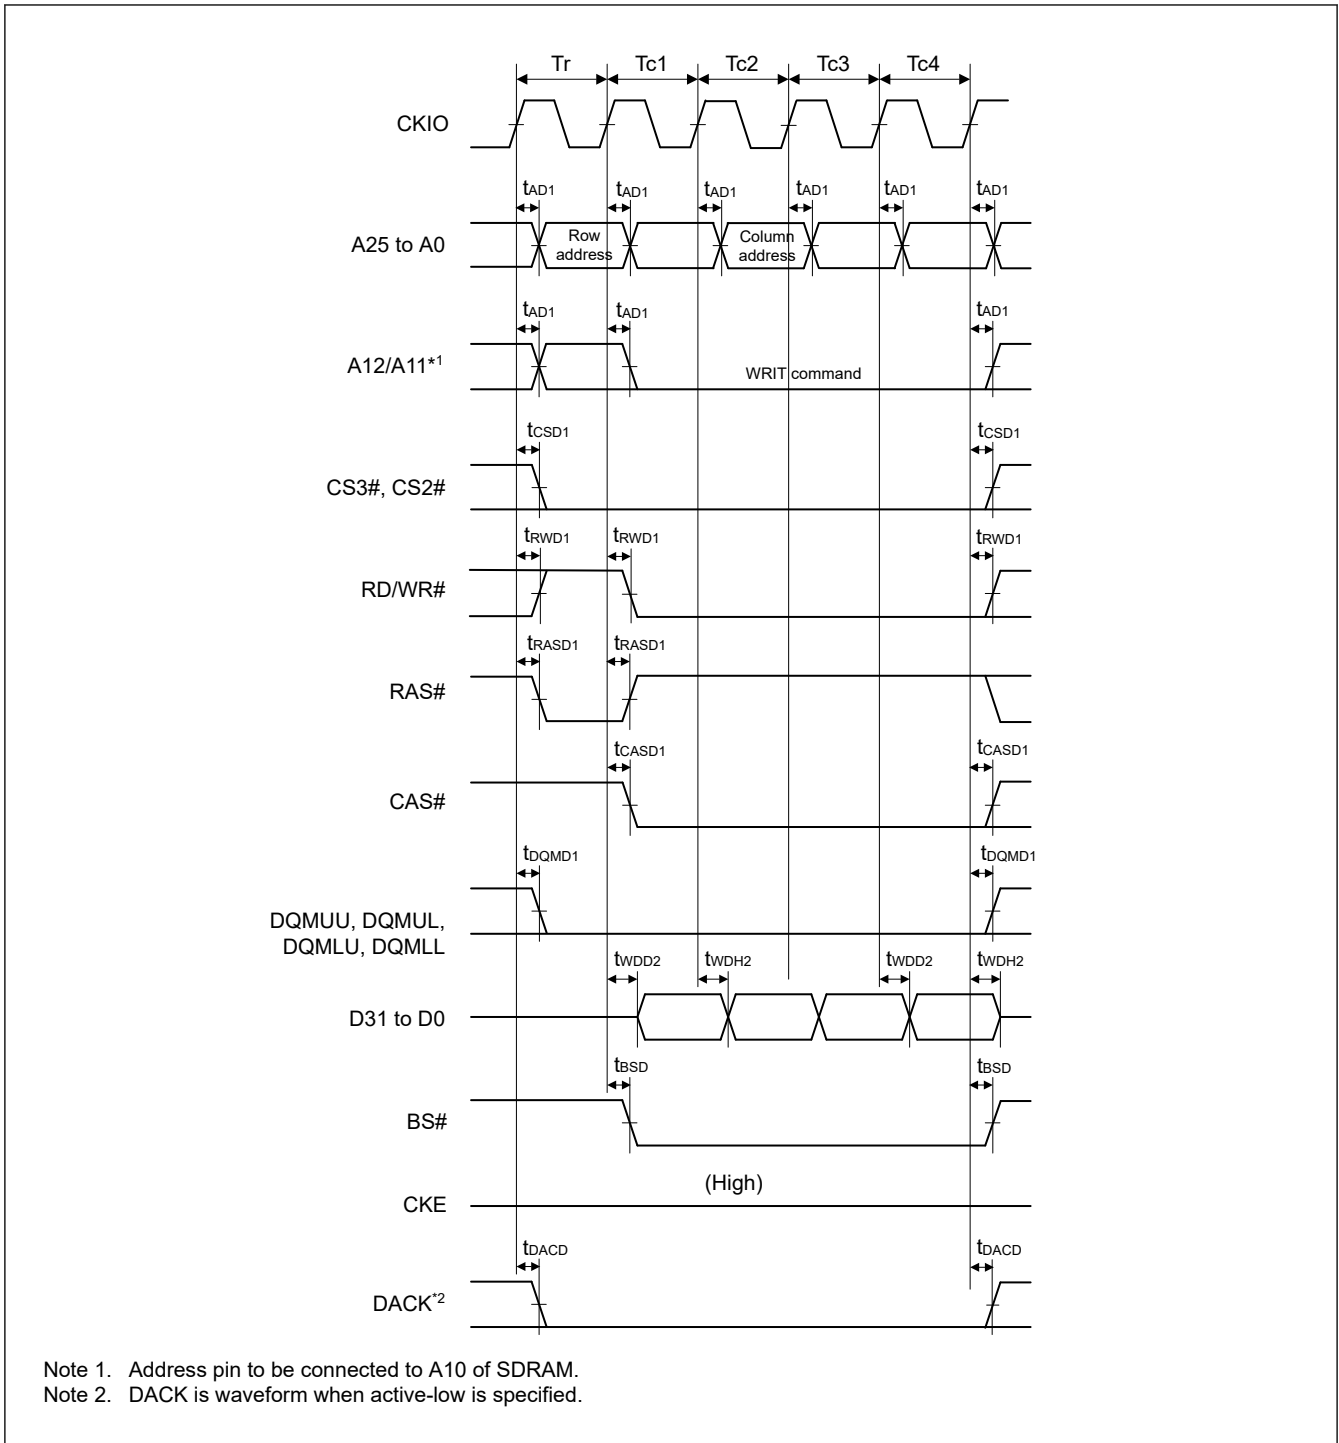 Tr Tc1 Tc2 Tc3 Tc4
CKIO
tAD1 tAD1 tAD1 tAD1 tAD1 tAD1
A25 to A0
Row
address
Column
address
tAD1 tAD1 tAD1
A12/A11*1
WRIT command
tCSD1 tCSD1
CS3#, CS2#
tRWD1 tRWD1 tRWD1
RD/WR#
tRASD1 tRASD1
RAS#
tCASD1 tCASD1
CAS#
tDQMD1 tDQMD1
DQMUU, DQMUL,
DQMLU, DQMLL
tWDD2 tWDH2 tWDD2 tWDH2
D31 to D0
tBSD tBSD
BS#
(High)
CKE
tDACD tDACD
DACK*2
Note 1. Address pin to be connected to A10 of SDRAM.
Note 2. DACK is waveform when active-low is specified.